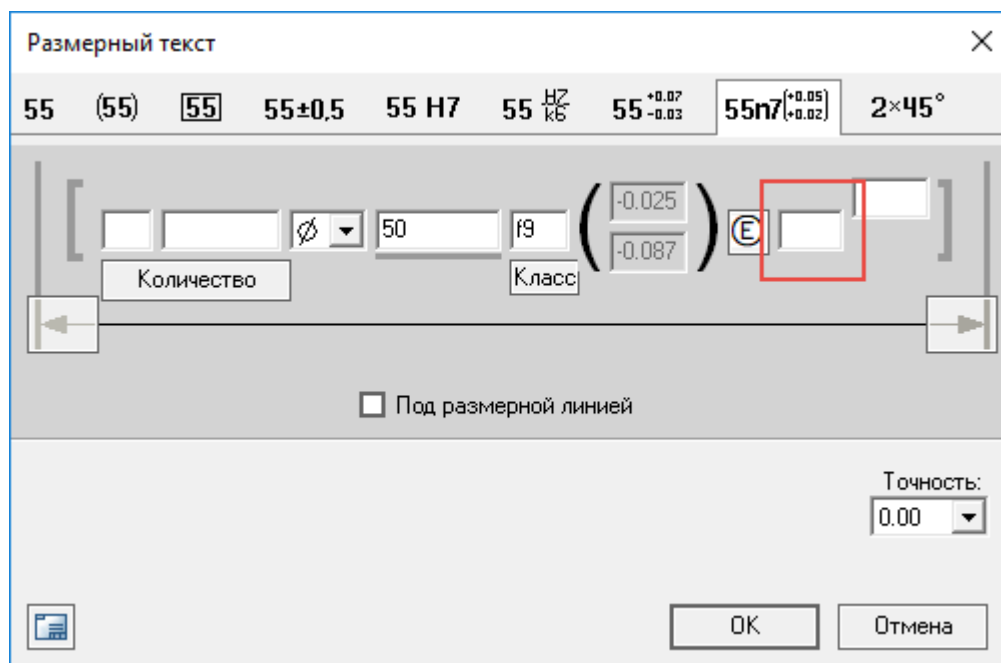 Размерный текст
55 (55) 55 55±0,5 55 H7 55 H7 k6 55 +0.07 -0.03 55n7(+0.05 +0.02) 2×45°
[ Ø 50 f9 ( -0.025 -0.087 ) E ]
Количество Класс
Под размерной линией
Точность:
0.00
OK Отмена